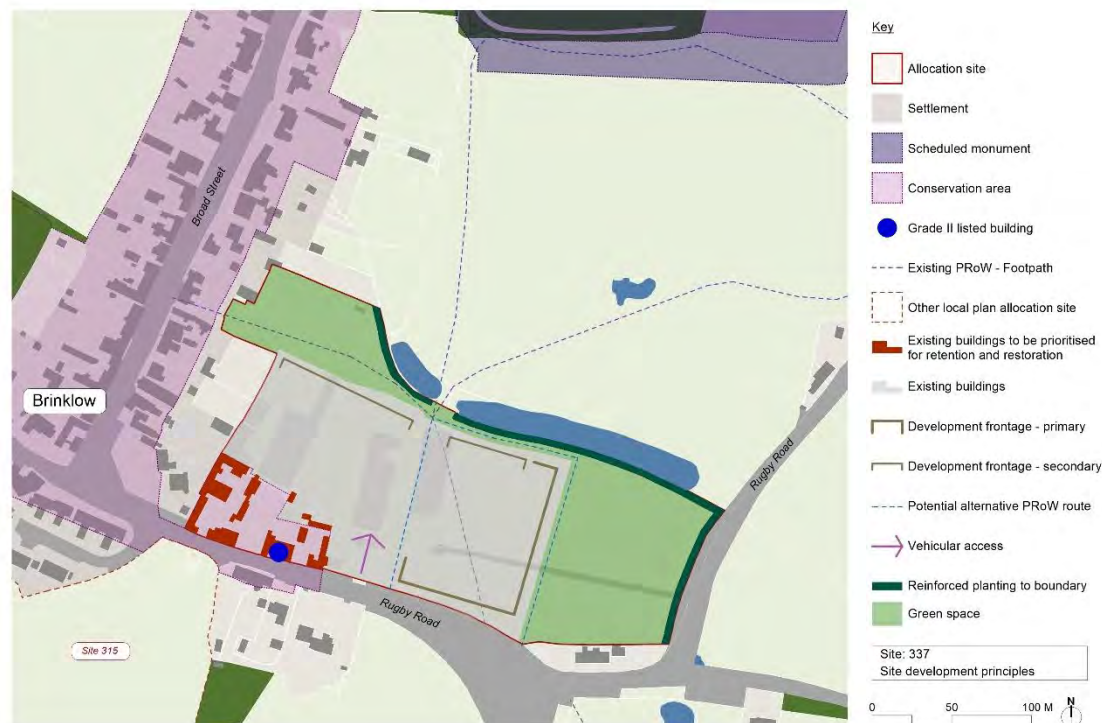 Broad Street
Brinklow
Rugby Road
Rugby Road
Site 315
Key
Allocation site
Settlement
Scheduled monument
Conservation area
Grade II listed building
Existing PRoW - Footpath
Other local plan allocation site
Existing buildings to be prioritised
for retention and restoration
Existing buildings
Development frontage - primary
Development frontage - secondary
Potential alternative PRoW route
Vehicular access
Reinforced planting to boundary
Green space
Site: 337
Site development principles
0 50 100 M
N